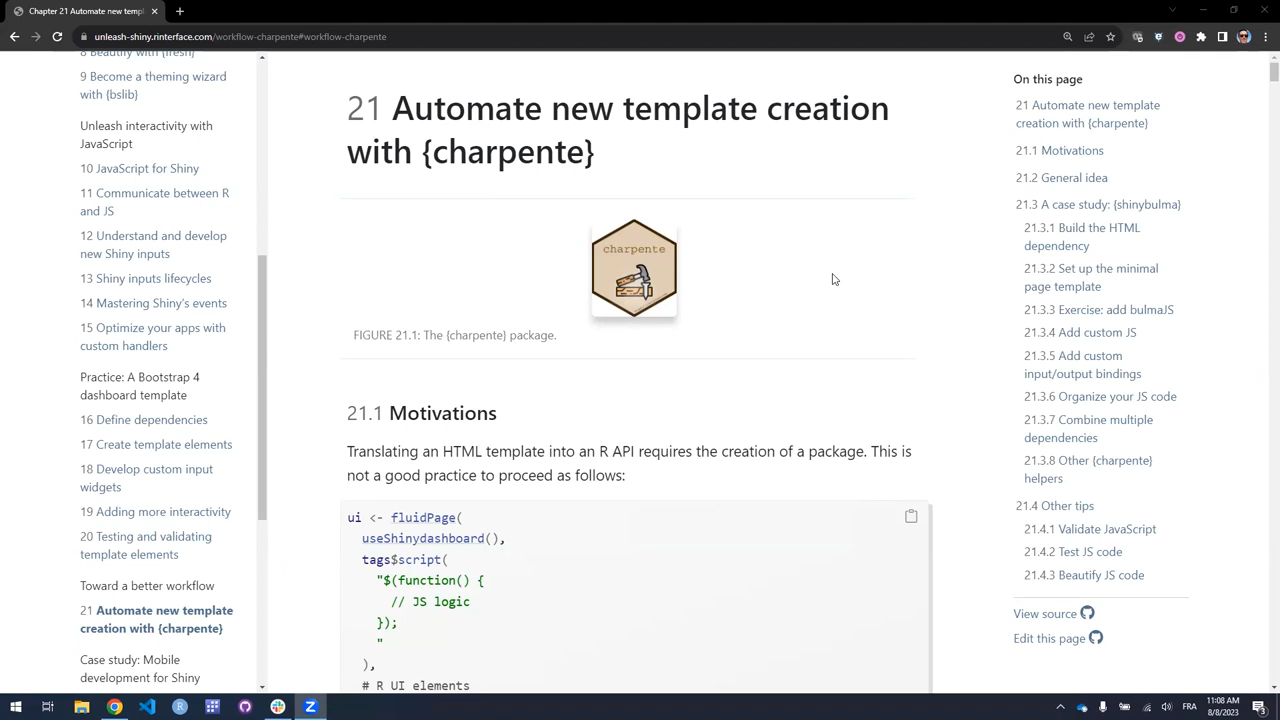 Chapter 21 Automate new templ
unleash-shiny.rinterface.com/workflow-charpente#workflow-charpente
8 Beautify with {fresh}
9 Become a theming wizard
with {bslib}
Unleash interactivity with
JavaScript
10 JavaScript for Shiny
11 Communicate between R
and JS
12 Understand and develop
new Shiny inputs
13 Shiny inputs lifecycles
14 Mastering Shiny's events
15 Optimize your apps with
custom handlers
Practice: A Bootstrap 4
dashboard template
16 Define dependencies
17 Create template elements
18 Develop custom input
widgets
19 Adding more interactivity
20 Testing and validating
template elements
Toward a better workflow
21 Automate new template
creation with {charpente}
Case study: Mobile
development for Shiny
21 Automate new template creation
with {charpente}
charpente
FIGURE 21.1: The {charpente} package.
21.1 Motivations
Translating an HTML template into an R API requires the creation of a package. This is
not a good practice to proceed as follows:
ui <- fluidPage(
useShinydashboard(),
tags$script(
"$(function() {
// JS logic
});
"
),
# R UI elements
On this page
21 Automate new template
creation with {charpente}
21.1 Motivations
21.2 General idea
21.3 A case study: {shinybulma}
21.3.1 Build the HTML
dependency
21.3.2 Set up the minimal
page template
21.3.3 Exercise: add bulmaJS
21.3.4 Add custom JS
21.3.5 Add custom
input/output bindings
21.3.6 Organize your JS code
21.3.7 Combine multiple
dependencies
21.3.8 Other {charpente}
helpers
21.4 Other tips
21.4.1 Validate JavaScript
21.4.2 Test JS code
21.4.3 Beautify JS code
View source
Edit this page
FRA
11:08 AM
8/8/2023